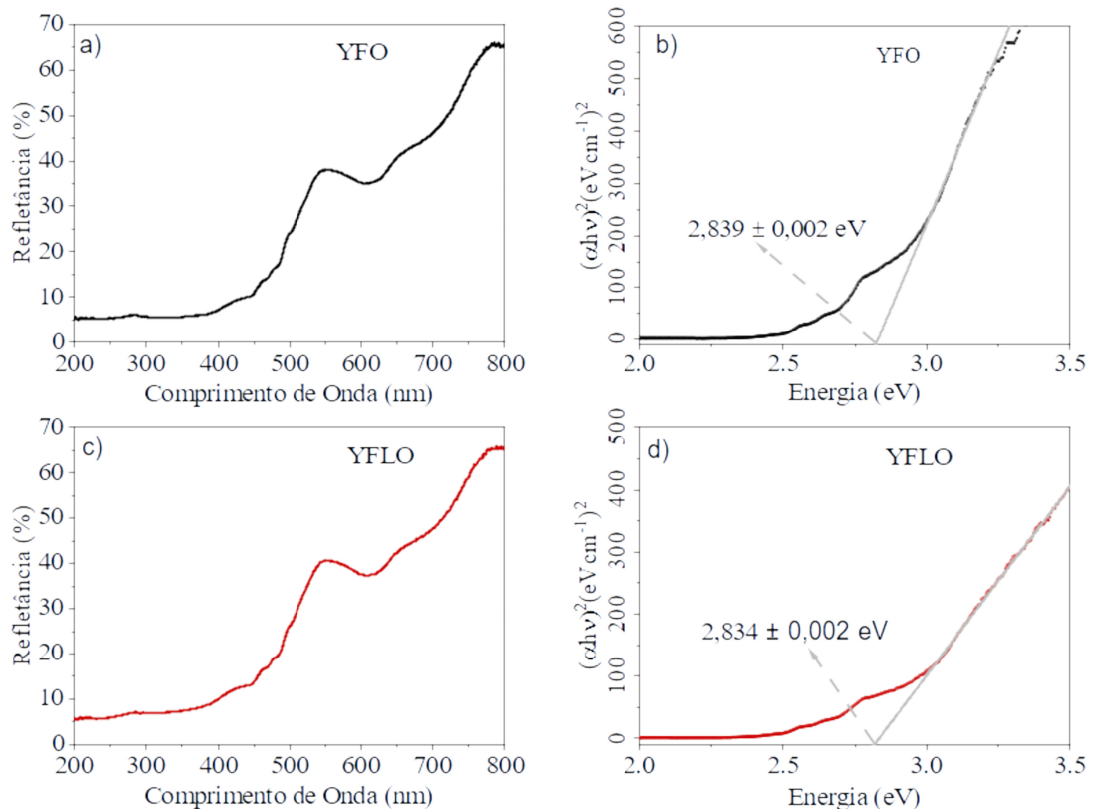 a)
YFO
Refletância (%)
70
60
50
40
30
20
10
0
200 300 400 500 600 700 800
Comprimento de Onda (nm)
b)
YFO
(αhν)²(eVcm⁻¹)²
600
500
400
300
200
100
0
2,839 ± 0,002 eV
2.0 2.5 3.0 3.5
Energia (eV)
c)
YFLO
Refletância (%)
70
60
50
40
30
20
10
0
200 300 400 500 600 700 800
Comprimento de Onda (nm)
d)
YFLO
(αhν)²(eVcm⁻¹)²
500
400
300
200
100
0
2,834 ± 0,002 eV
2.0 2.5 3.0 3.5
Energia (eV)